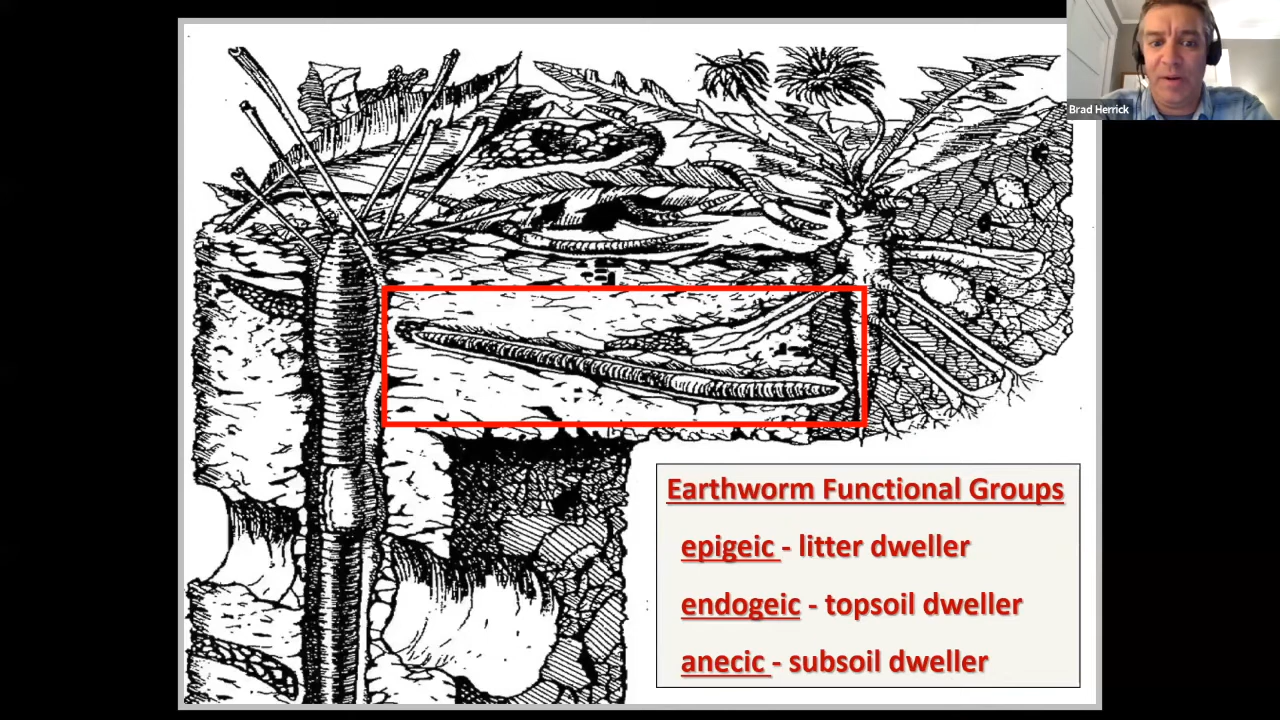 Brad Herrick
Earthworm Functional Groups
epigeic - litter dweller
endogeic - topsoil dweller
anecic - subsoil dweller